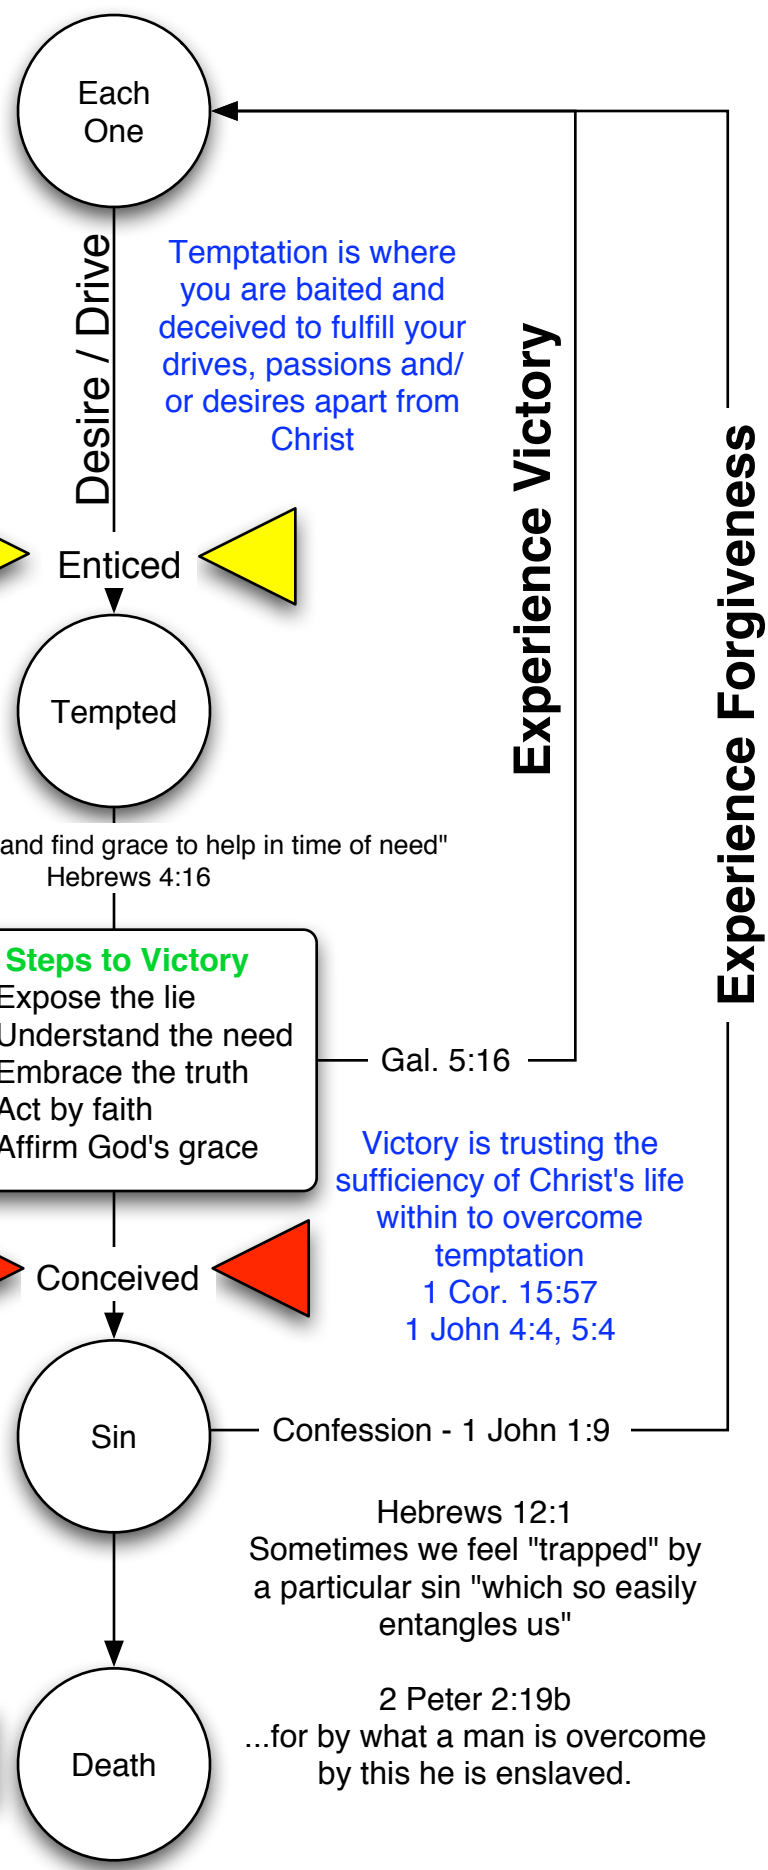 Each
One
Desire / Drive
Temptation is where
you are baited and
deceived to fulfill your
drives, passions and/
or desires apart from
Christ
Experience Victory
Experience Forgiveness
Enticed
Tempted
and find grace to help in time of need"
Hebrews 4:16
Steps to Victory
Expose the lie
Understand the need
Embrace the truth
Act by faith
Affirm God's grace
Gal. 5:16
Victory is trusting the
sufficiency of Christ's life
within to overcome
temptation
1 Cor. 15:57
1 John 4:4, 5:4
Conceived
Sin
Confession - 1 John 1:9
Hebrews 12:1
Sometimes we feel "trapped" by
a particular sin "which so easily
entangles us"
2 Peter 2:19b
...for by what a man is overcome
by this he is enslaved.
Death